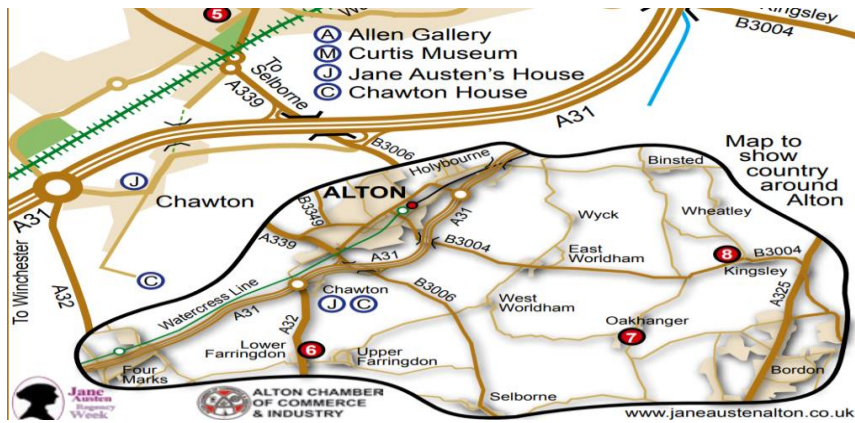 5
Kingsley
B3004
A Allen Gallery
M Curtis Museum
J Jane Austen's House
C Chawton House
To
Selborne
A339
A31
B3006
Holybourne
Binsted
Map to
show
country
around
Alton
J
Chawton
ALTON
B3349
A339
A31
A31
To Winchester
A32
C
Wyck
Wheatley
East
Worldham
B3004
8
B3004
Kingsley
A325
A31
Watercress Line
A31
Chawton
J C
B3006
West
Worldham
A32
Lower
Farringdon
6
Upper
Farringdon
Oakhanger
7
Four
Marks
Bordon
Selborne
Jane
Austen
Regency
Week
ALTON CHAMBER
OF COMMERCE
& INDUSTRY
www.janeaustenalton.co.uk